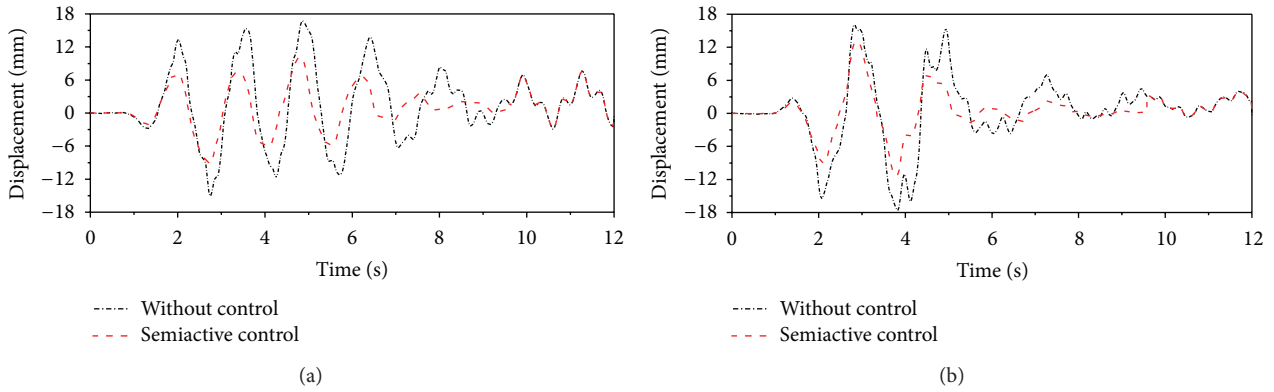 Displacement (mm)
18
12
6
0
−6
−12
−18
0
2
4
6
8
10
12
Time (s)
Without control
Semiactive control
(a)
Displacement (mm)
18
12
6
0
−6
−12
−18
0
2
4
6
8
10
12
Time (s)
Without control
Semiactive control
(b)